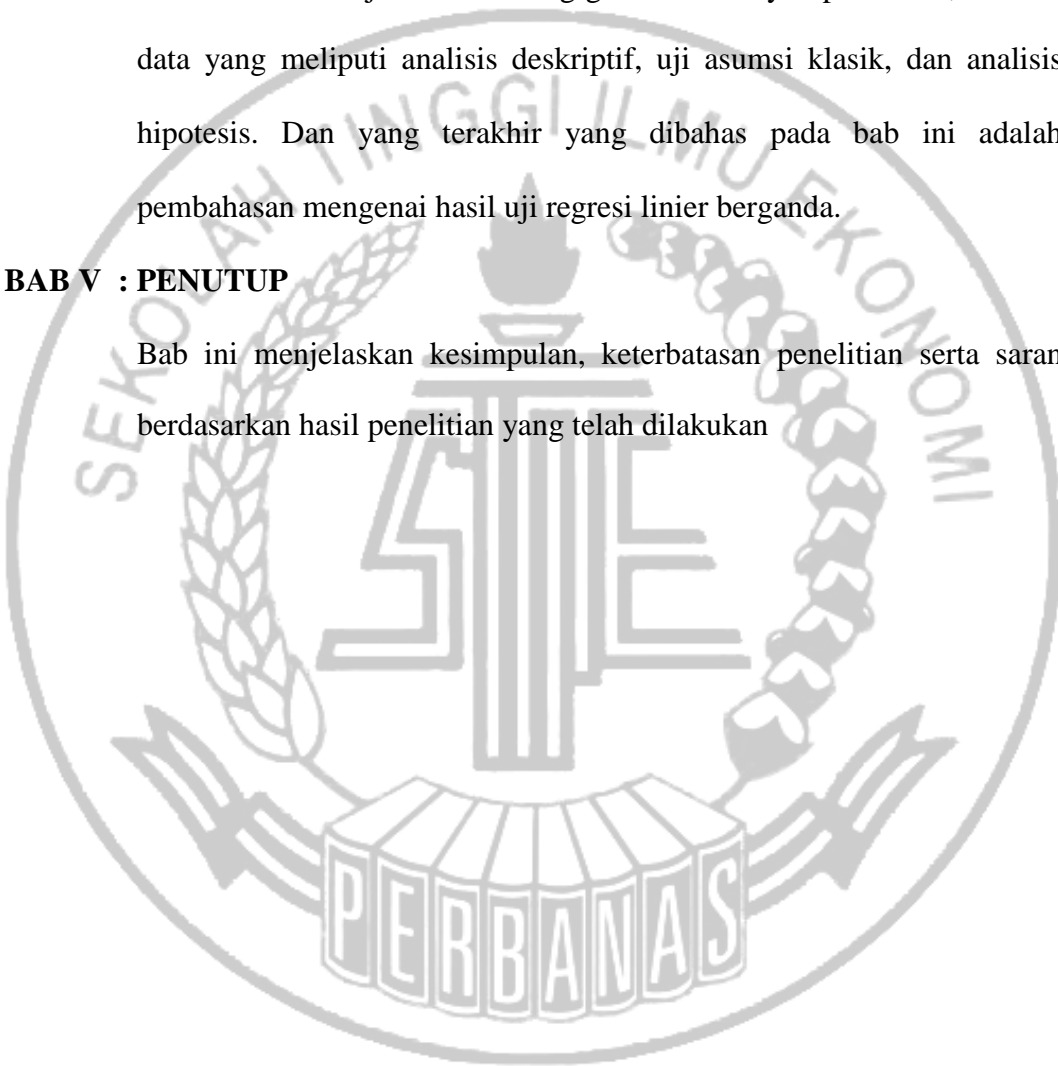 data yang meliputi analisis deskriptif, uji asumsi klasik, dan analisis
hipotesis. Dan yang terakhir yang dibahas pada bab ini adalah
pembahasan mengenai hasil uji regresi linier berganda.
BAB V : PENUTUP
Bab ini menjelaskan kesimpulan, keterbatasan penelitian serta saran
berdasarkan hasil penelitian yang telah dilakukan
SEKOLAH TINGGI ILMU EKONOMI
STIE
PERBANAS